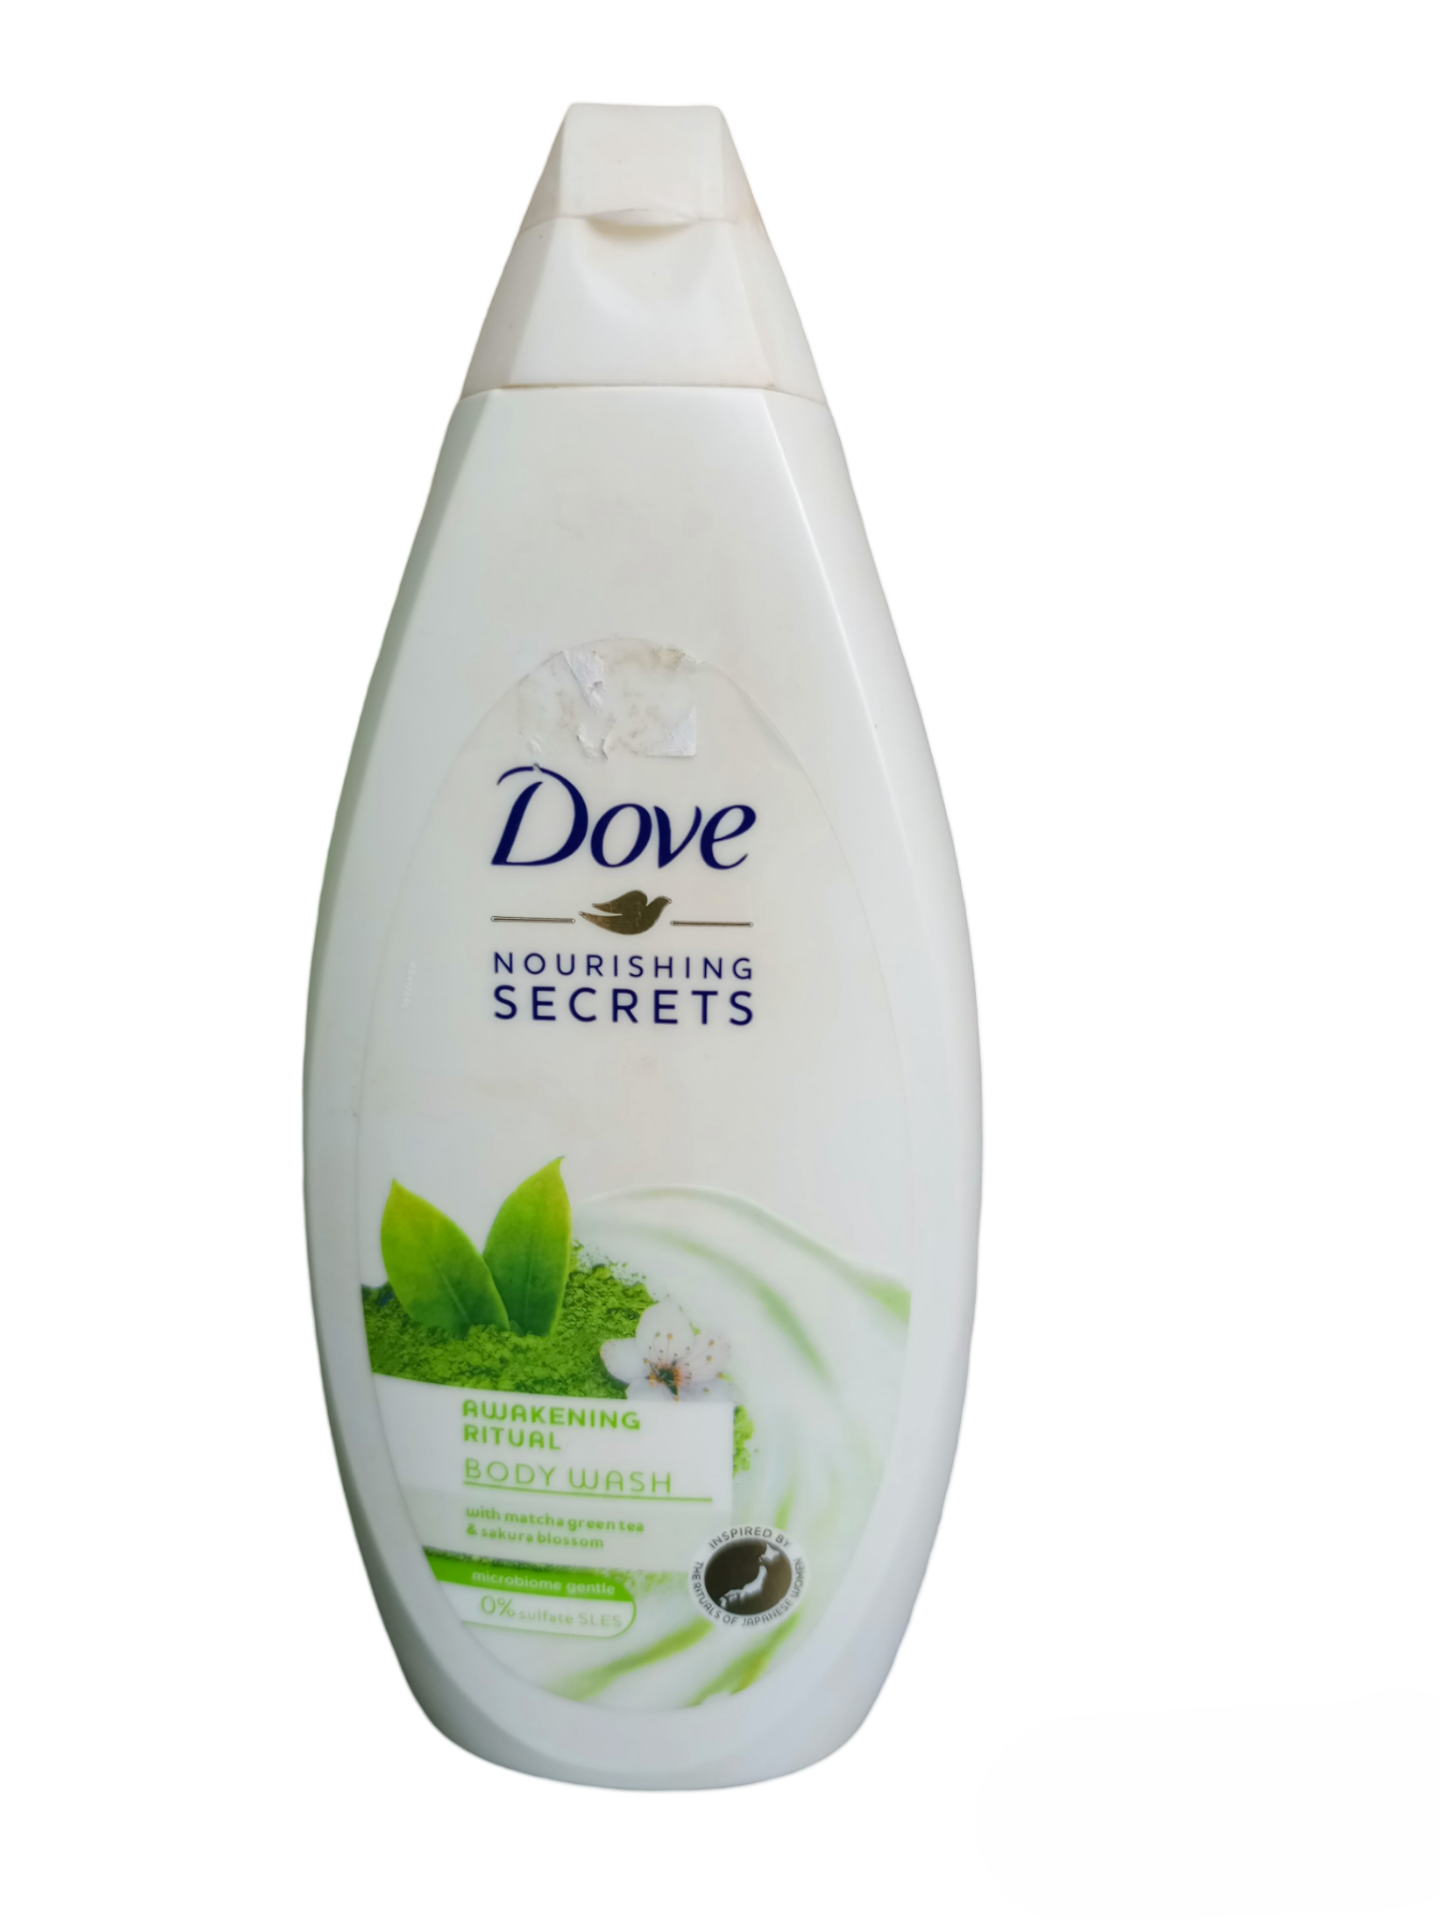 Dove
NOURISHING
SECRETS
AWAKENING
RITUAL
BODY WASH
with matcha green tea
& sakura blossom
microbiome gentle
0% sulfate SLES
INSPIRED BY
THE RITUALS OF JAPANESE WOMEN